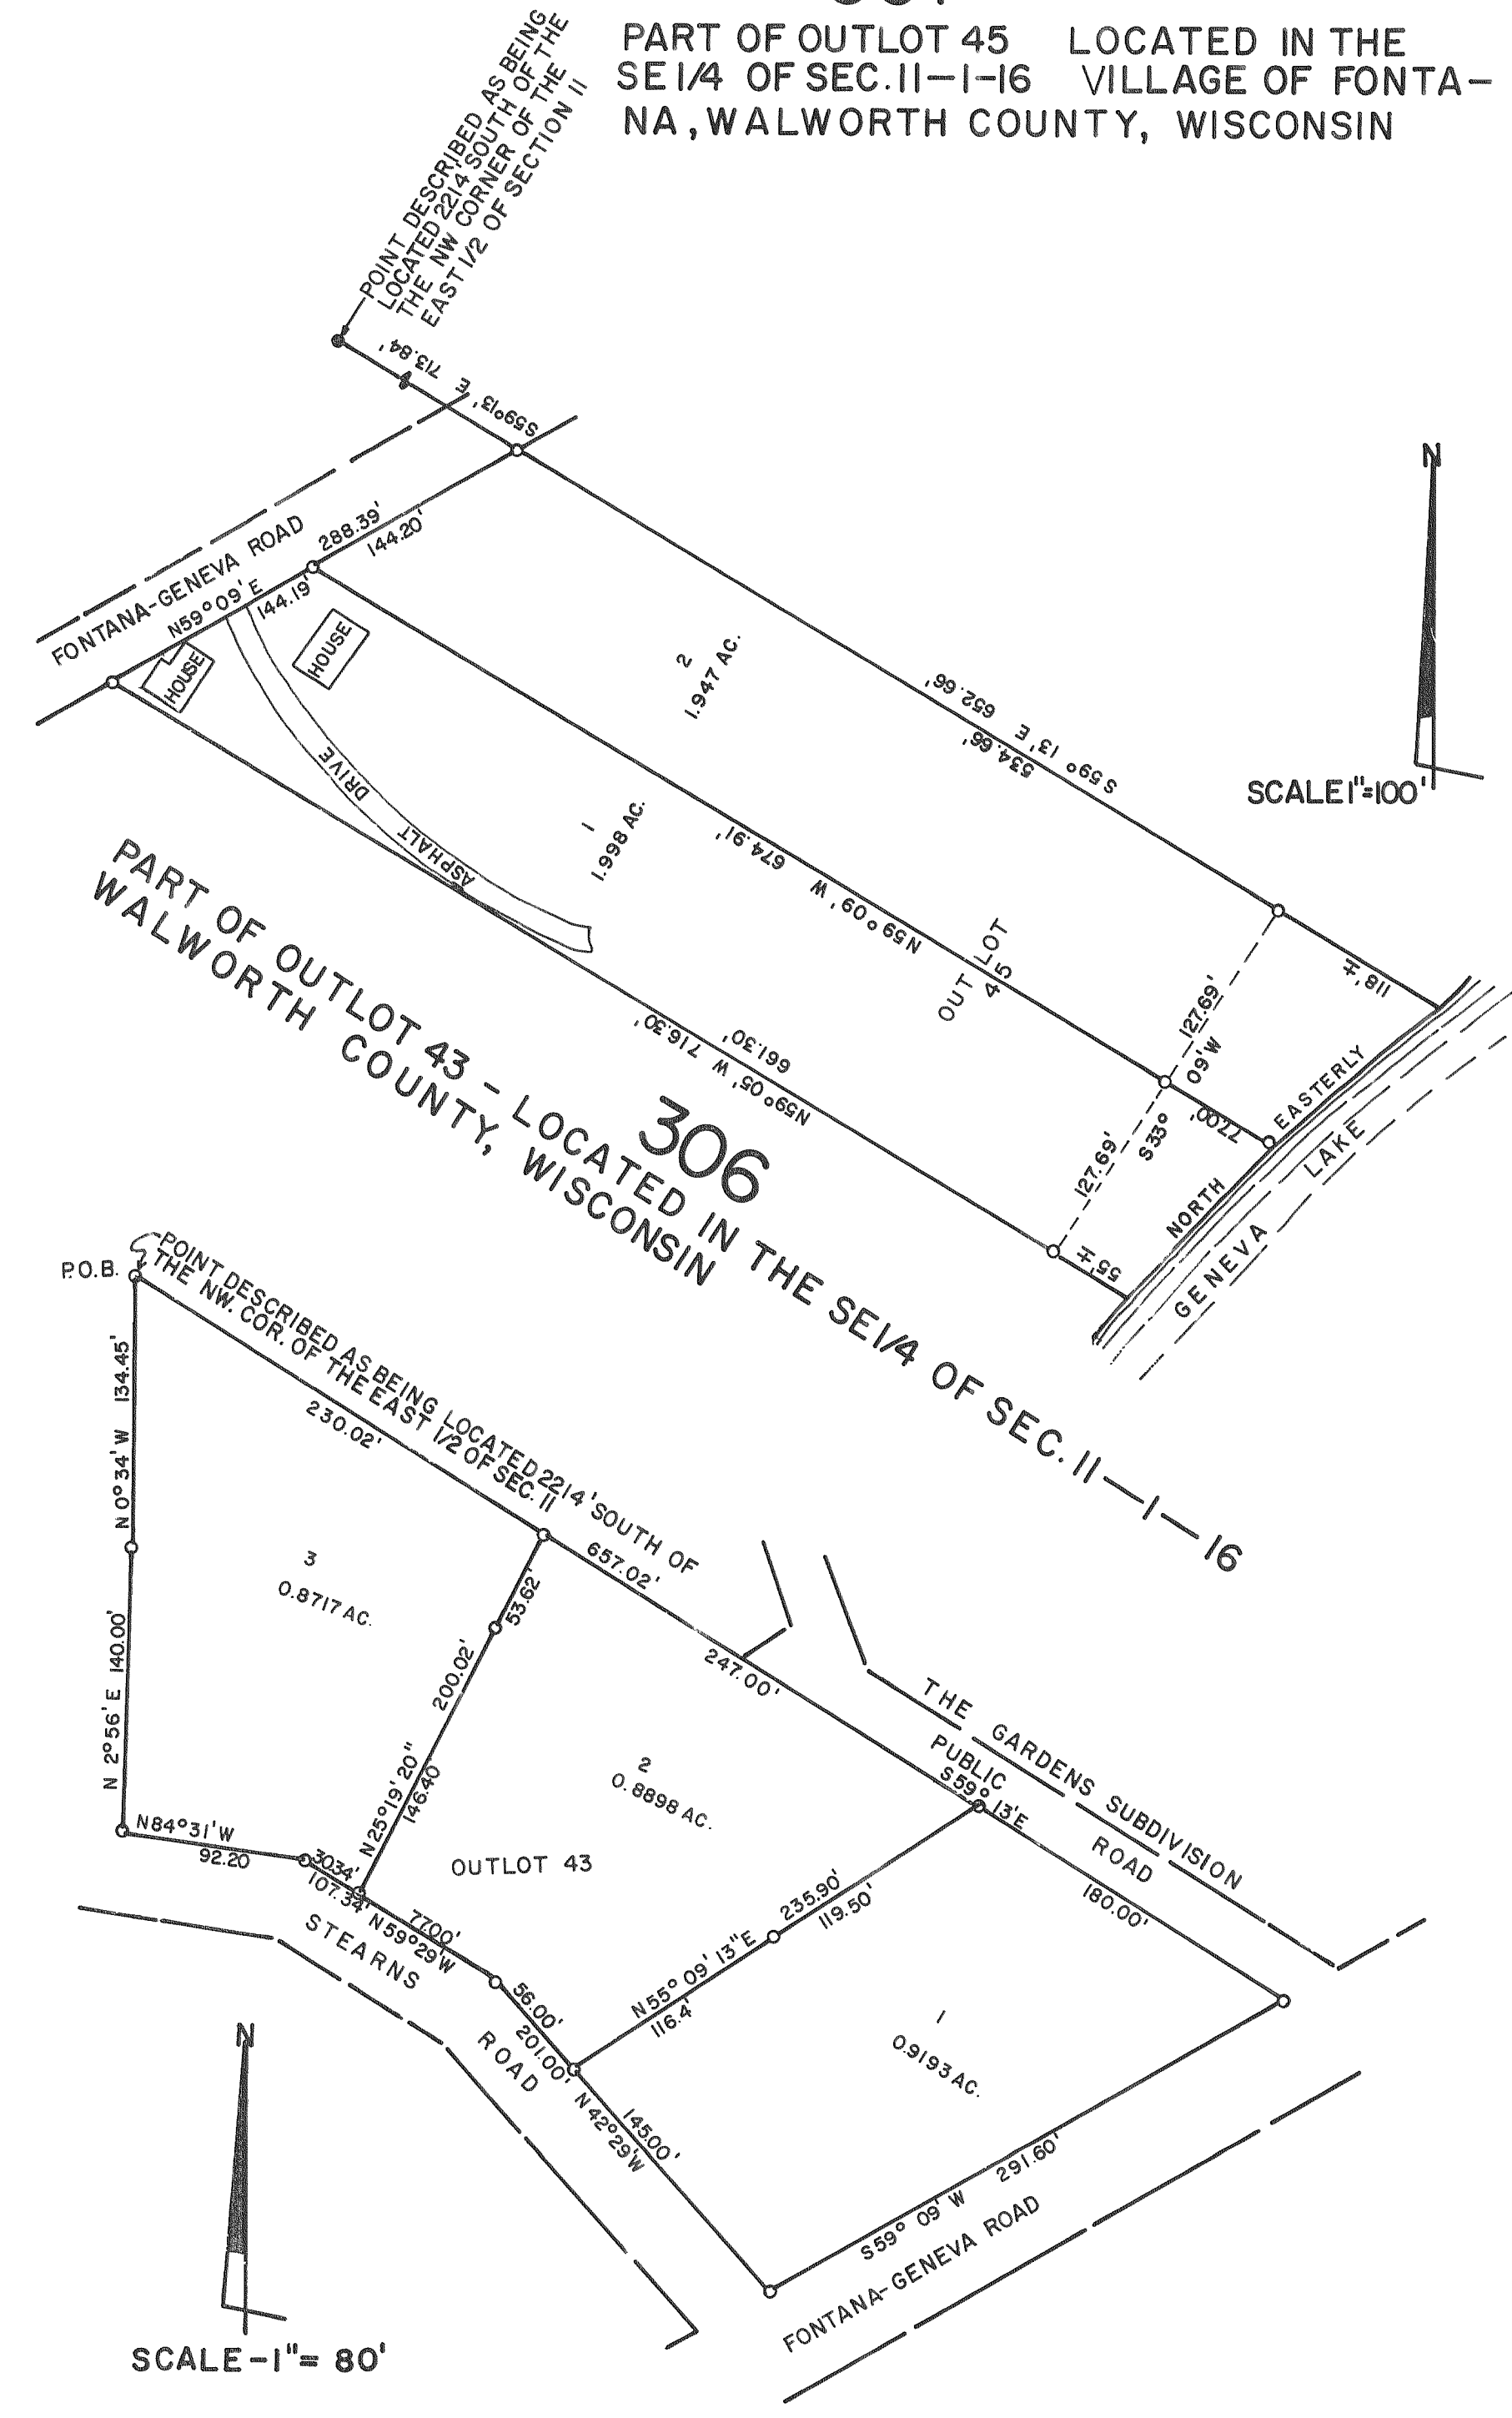 PART OF OUTLOT 45 LOCATED IN THE
SE 1/4 OF SEC. 11-1-16 VILLAGE OF FONTA-
NA, WALWORTH COUNTY, WISCONSIN
POINT DESCRIBED AS BEING
LOCATED 2214' SOUTH OF THE
THE NW CORNER OF THE
EAST 1/2 OF SECTION 11
S59°13' E 713.84'
FONTANA-GENEVA ROAD
288.39'
144.20'
N59°09' E
144.19'
HOUSE
HOUSE
2
1.947 AC.
S59° 13' E 652.66'
534.66'
N
SCALE 1"=100'
ASPHALT DRIVE
1
1.998 AC.
N59°09' W 674.91'
OUT LOT
45
118'±
127.69'
S33° 09' W
127.69'
77.00'
N59°05' W 716.30'
661.30'
55'±
NORTH EASTERLY
GENEVA LAKE
306
PART OF OUTLOT 43 - LOCATED IN THE SE1/4 OF SEC. 11-1-16
WALWORTH COUNTY, WISCONSIN
P.O.B.
POINT DESCRIBED AS BEING LOCATED 2214' SOUTH OF
THE NW. COR. OF THE EAST 1/2 OF SEC. 11
N 0°34' W 134.45'
230.02'
657.02'
53.62'
3
0.8717 AC.
N 2°56' E 140.00'
200.02'
N 25°19' 20"
146.40'
247.00'
THE GARDENS SUBDIVISION
PUBLIC ROAD
S59° 13'E
2
0.8898 AC.
OUTLOT 43
N84°31'W
92.20
30.34'
107.34' N59°29'W
77.00'
STEARNS ROAD
56.00'
201.00' N 42°29'W
145.00'
235.90'
119.50'
N55° 09' 13"E
116.4'
180.00'
1
0.9193 AC.
S59° 09' W 291.60'
FONTANA-GENEVA ROAD
N
SCALE-1"= 80'